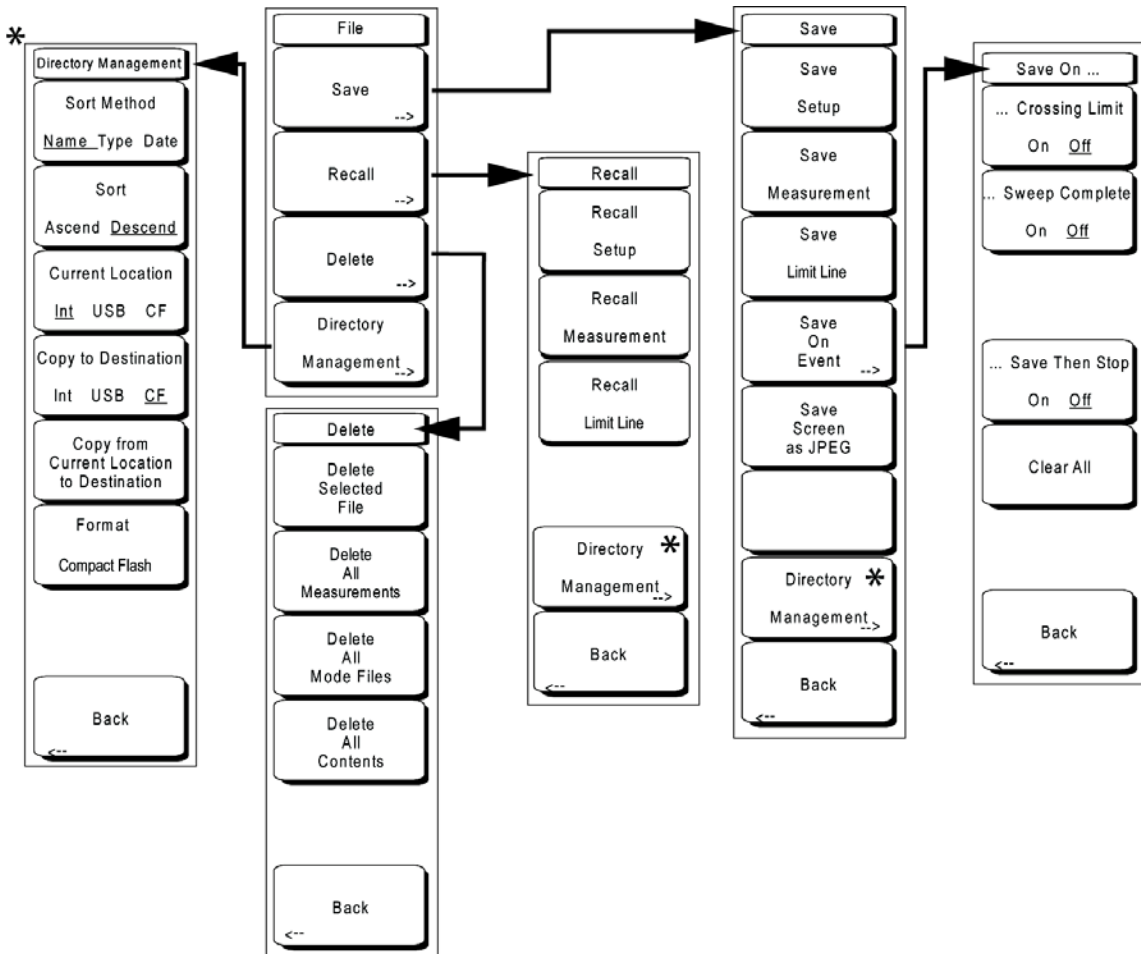 *
Directory Management
Sort Method
Name Type Date
Sort
Ascend Descend
Current Location
Int USB CF
Copy to Destination
Int USB CF
Copy from
Current Location
to Destination
Format
Compact Flash
Back
<--
File
Save
-->
Recall
-->
Delete
-->
Directory
Management
-->
Delete
Delete
Selected
File
Delete
All
Measurements
Delete
All
Mode Files
Delete
All
Contents
Back
<--
Recall
Recall
Setup
Recall
Measurement
Recall
Limit Line
Directory *
Management
-->
Back
<--
Save
Save
Setup
Save
Measurement
Save
Limit Line
Save
On
Event
-->
Save
Screen
as JPEG
Directory *
Management
-->
Back
<--
Save On ...
... Crossing Limit
On Off
... Sweep Complete
On Off
... Save Then Stop
On Off
Clear All
Back
<--